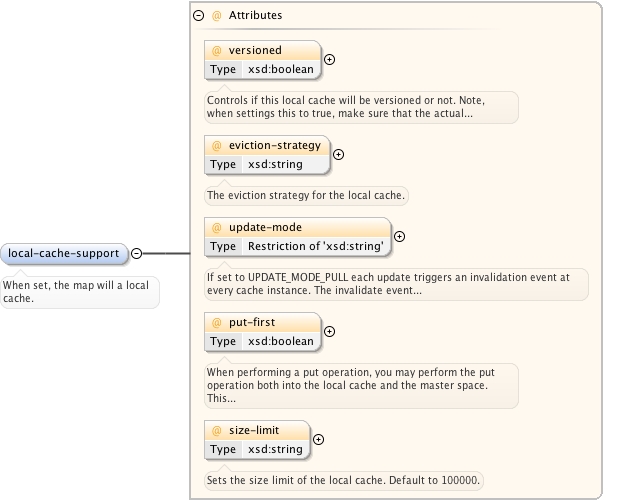 @ Attributes
@ versioned
Type xsd:boolean
Controls if this local cache will be versioned or not. Note,
when settings this to true, make sure that the actual...
@ eviction-strategy
Type xsd:string
The eviction strategy for the local cache.
@ update-mode
Type Restriction of 'xsd:string'
local-cache-support
When set, the map will a local
cache.
If set to UPDATE_MODE_PULL each update triggers an invalidation event at
every cache instance. The invalidate event...
@ put-first
Type xsd:boolean
When performing a put operation, you may perform the put
operation both into the local cache and the master space.
This...
@ size-limit
Type xsd:string
Sets the size limit of the local cache. Default to 100000.